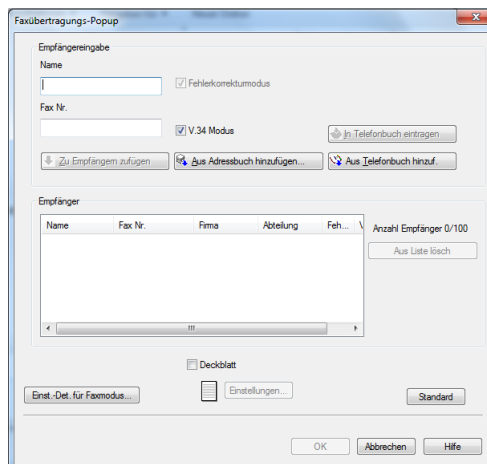 Faxübertragungs-Popup
Empfängereingabe
Name
Fehlerkorrekturmodus
Fax Nr.
V.34 Modus
In Telefonbuch eintragen
Zu Empfängern zufügen
Aus Adressbuch hinzufügen...
Aus Telefonbuch hinzuf.
Empfänger
Name Fax Nr. Firma Abteilung Feh... V
Anzahl Empfänger 0/100
Aus Liste lösch
Deckblatt
Einst.-Det. für Faxmodus...
Einstellungen...
Standard
OK Abbrechen Hilfe